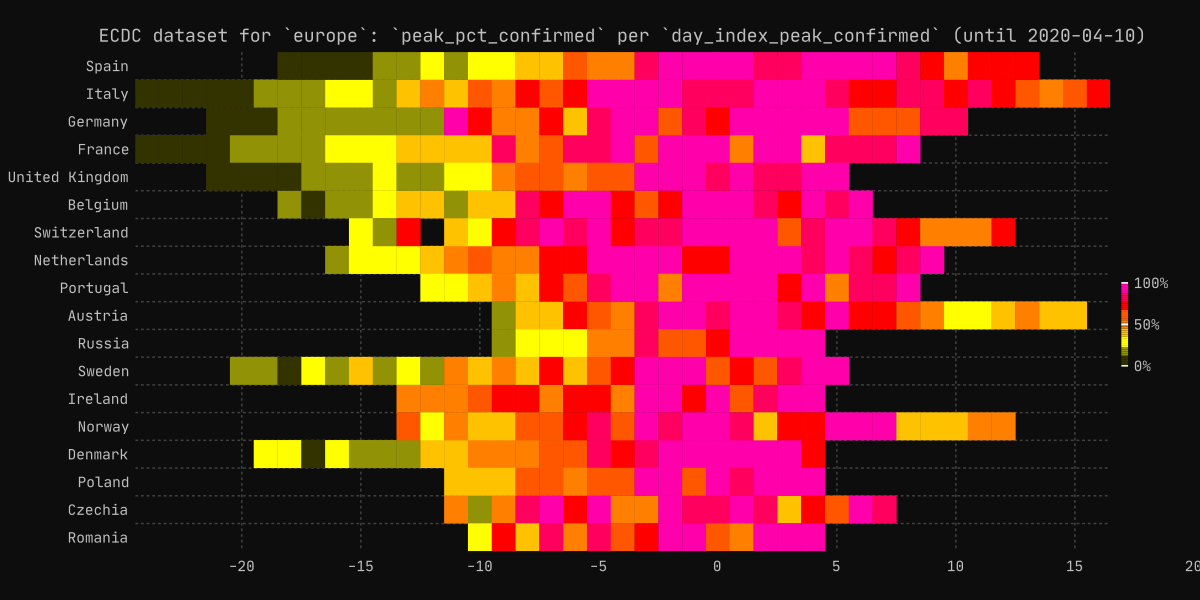 ECDC dataset for `europe`: `peak_pct_confirmed` per `day_index_peak_confirmed` (until 2020-04-10)
Spain
Italy
Germany
France
United Kingdom
Belgium
Switzerland
Netherlands
Portugal
Austria
Russia
Sweden
Ireland
Norway
Denmark
Poland
Czechia
Romania
100%
50%
0%
-20 -15 -10 -5 0 5 10 15 20